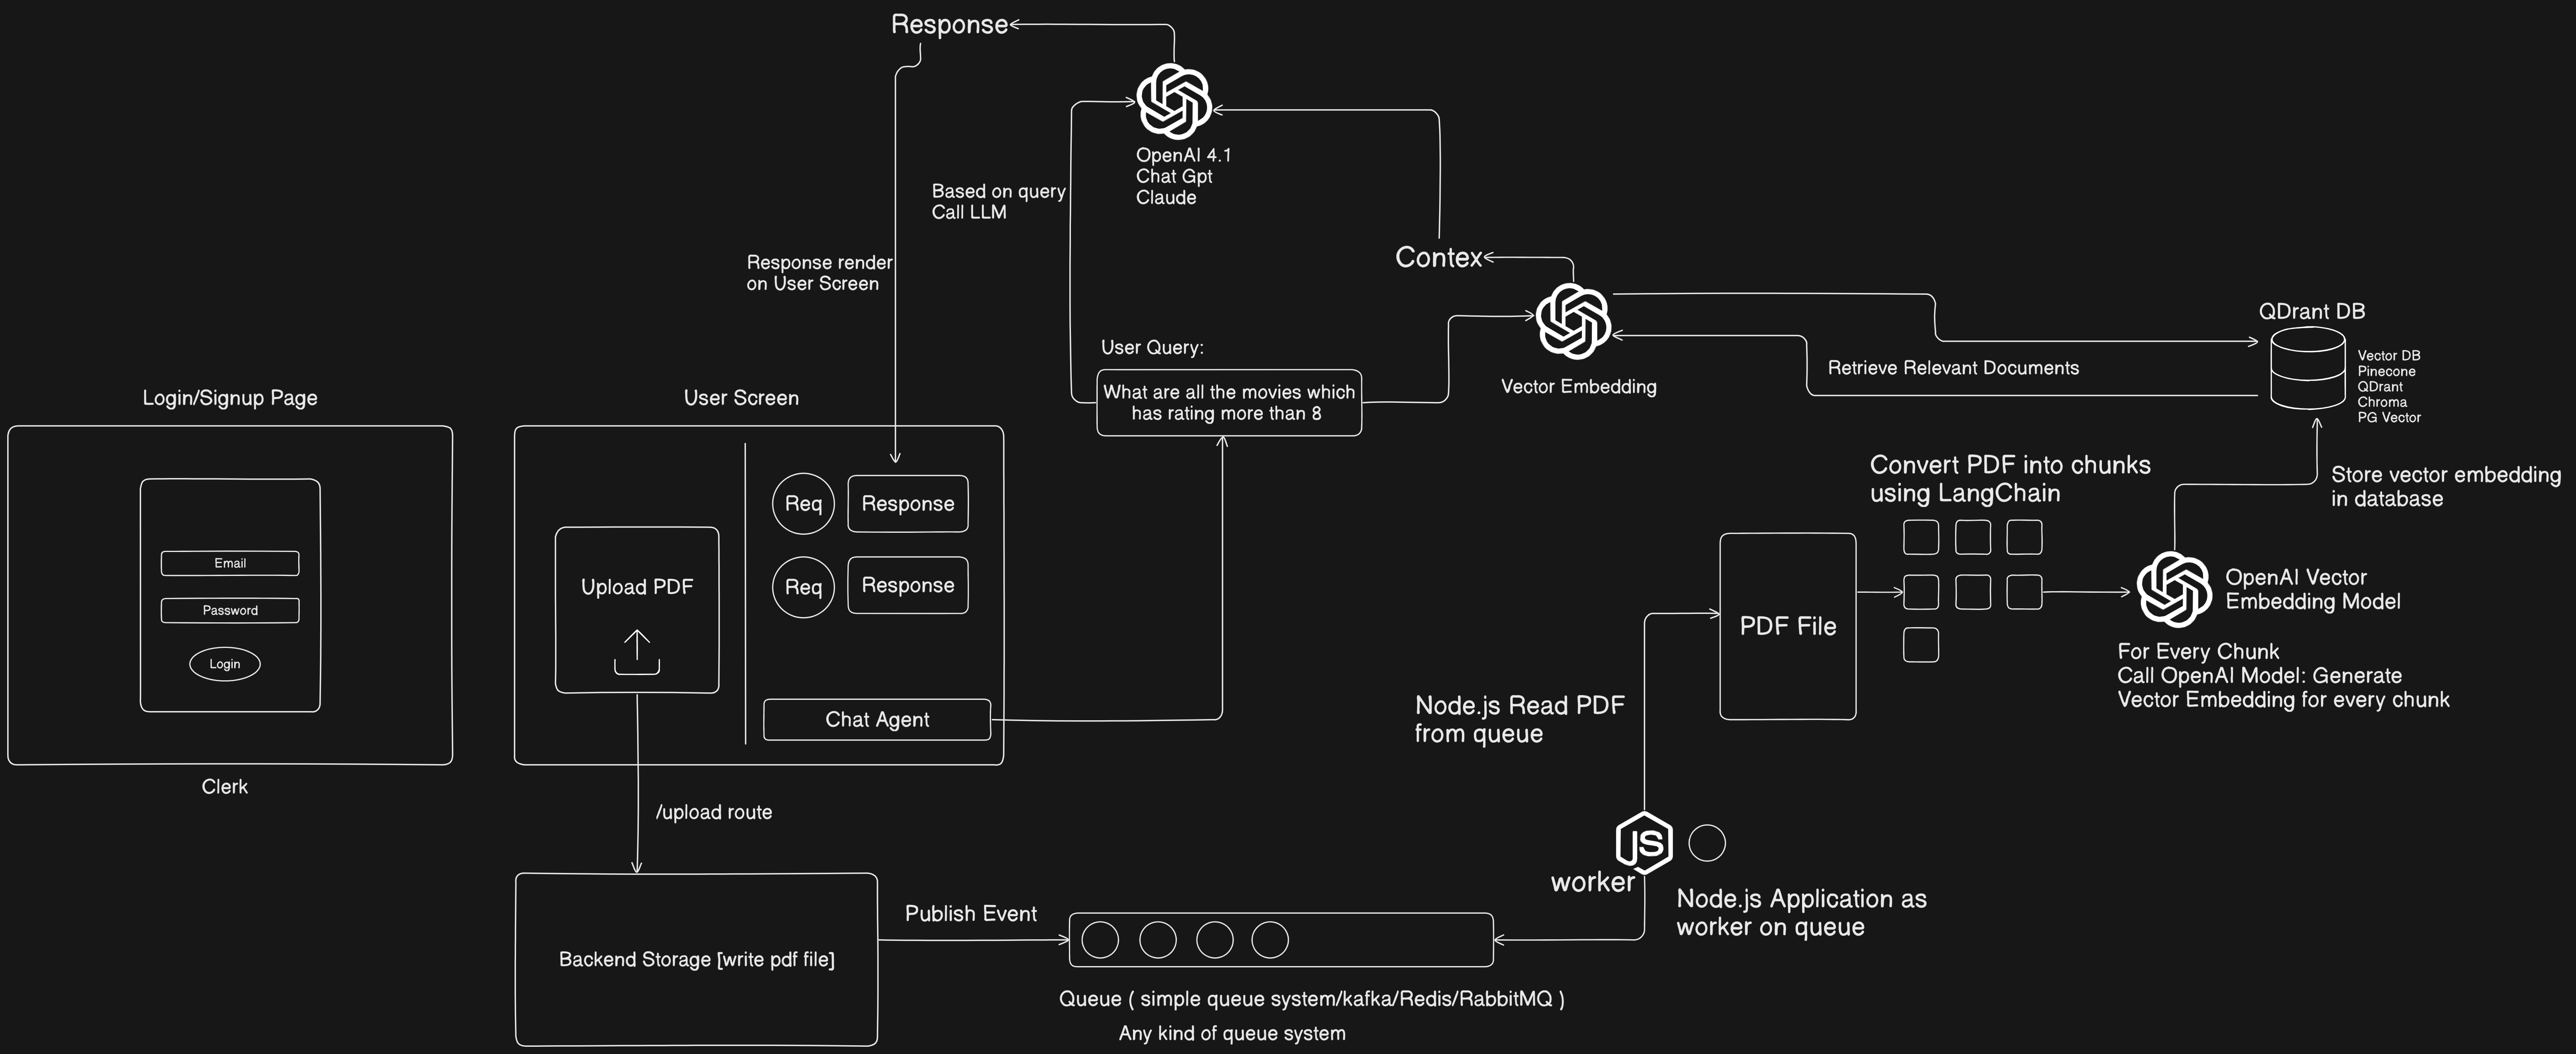 Response
OpenAI 4.1
Chat Gpt
Claude
Based on query
Call LLM
Response render
on User Screen
Contex
User Query:
What are all the movies which
has rating more than 8
Vector Embedding
Retrieve Relevant Documents
QDrant DB
Vector DB
Pinecone
QDrant
Chroma
PG Vector
Login/Signup Page
Email
Password
Login
Clerk
User Screen
Upload PDF
Req
Response
Req
Response
Chat Agent
/upload route
Backend Storage [write pdf file]
Publish Event
Queue ( simple queue system/kafka/Redis/RabbitMQ )
Any kind of queue system
JS
worker
Node.js Application as
worker on queue
Node.js Read PDF
from queue
PDF File
Convert PDF into chunks
using LangChain
OpenAI Vector
Embedding Model
For Every Chunk
Call OpenAI Model: Generate
Vector Embedding for every chunk
Store vector embedding
in database